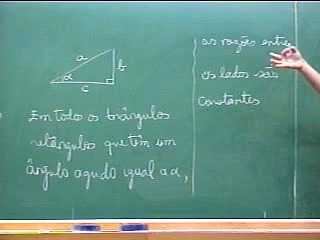 a
b
α
c
Em todos os triângulos
retângulos que têm um
ângulo agudo igual a α,
as razões entre
os lados são
constantes